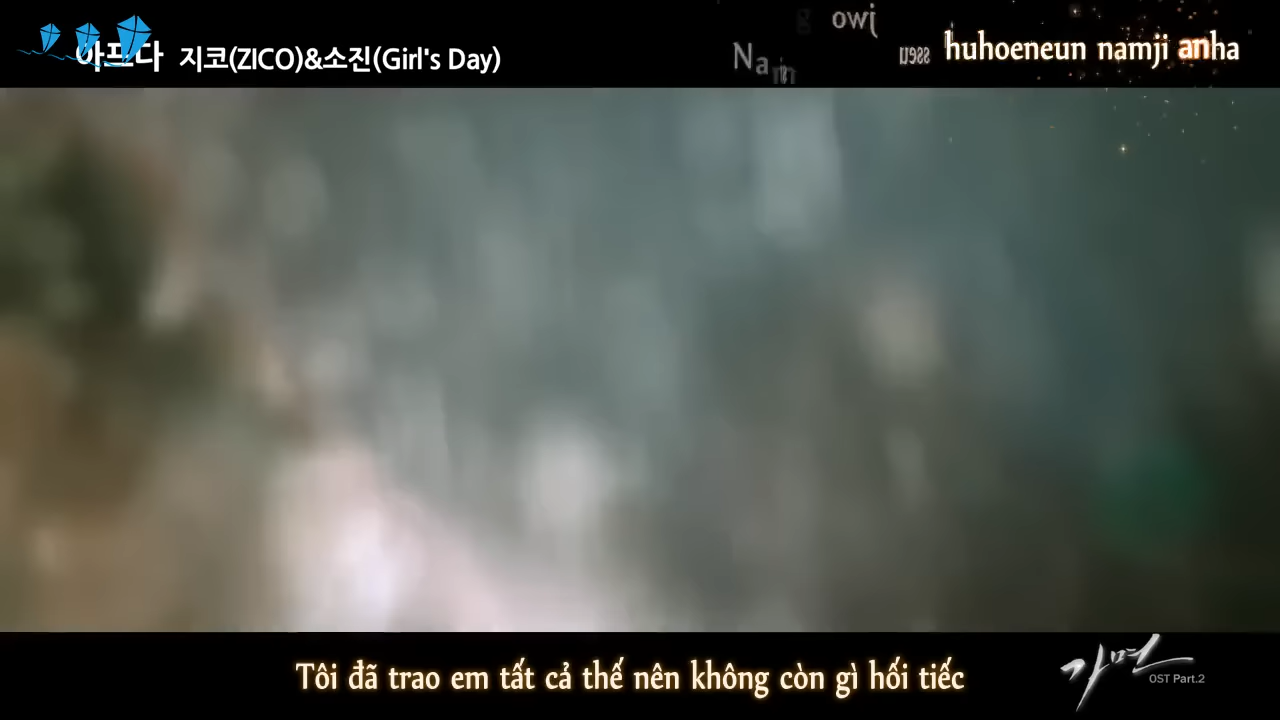 아프다 지코(ZICO)&소진(Girl's Day)
huhoeneun namji anha
Tôi đã trao em tất cả thế nên không còn gì hối tiếc
가면
OST Part.2